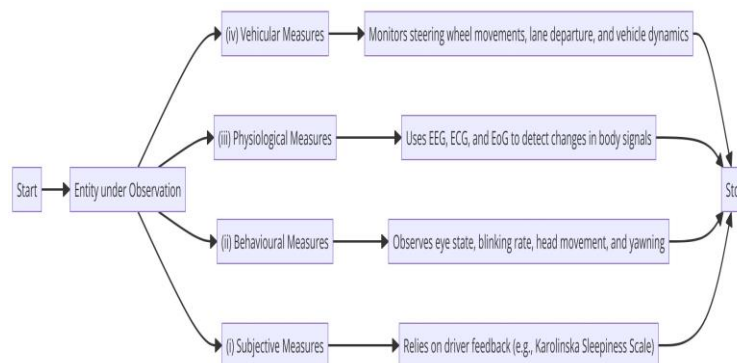 (iv) Vehicular Measures
Monitors steering wheel movements, lane departure, and vehicle dynamics
(iii) Physiological Measures
Uses EEG, ECG, and EoG to detect changes in body signals
Start
Entity under Observation
(ii) Behavioural Measures
Observes eye state, blinking rate, head movement, and yawning
(i) Subjective Measures
Relies on driver feedback (e.g., Karolinska Sleepiness Scale)